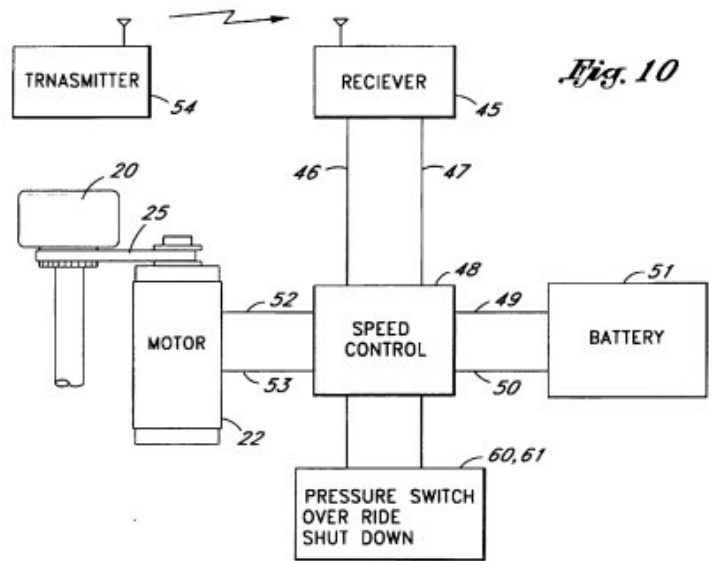 Fig. 10
TRNASMITTER
54
RECIEVER
45
20
25
46
47
48
51
52
49
MOTOR
SPEED
CONTROL
BATTERY
53
50
22
60,61
PRESSURE SWITCH
OVER RIDE
SHUT DOWN